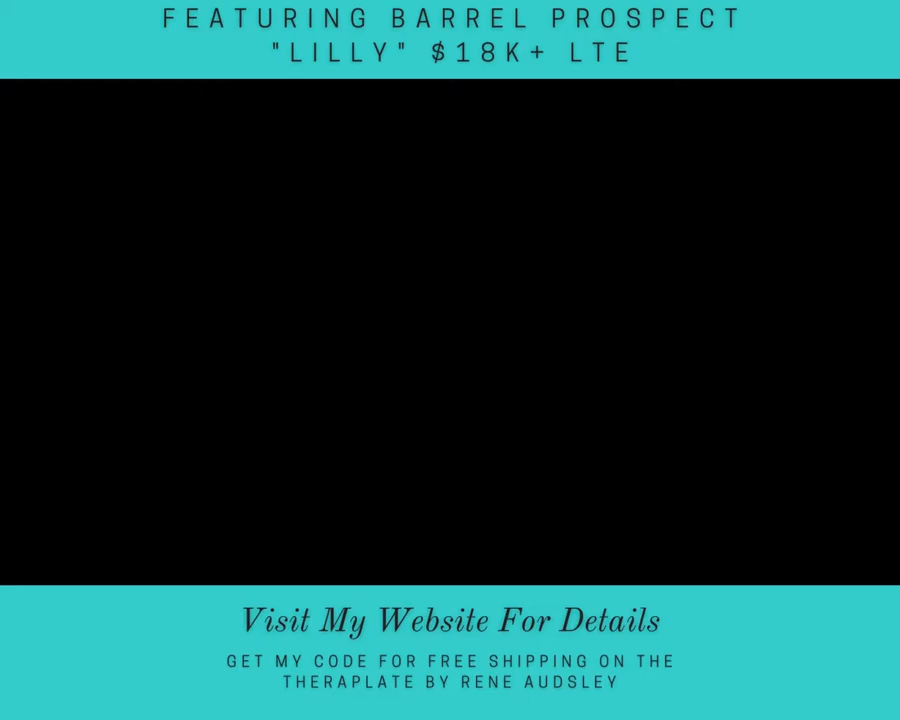 FEATURING BARREL PROSPECT
"LILLY" $18K+ LTE
Visit My Website For Details
GET MY CODE FOR FREE SHIPPING ON THE
THERAPLATE BY RENE AUDSLEY